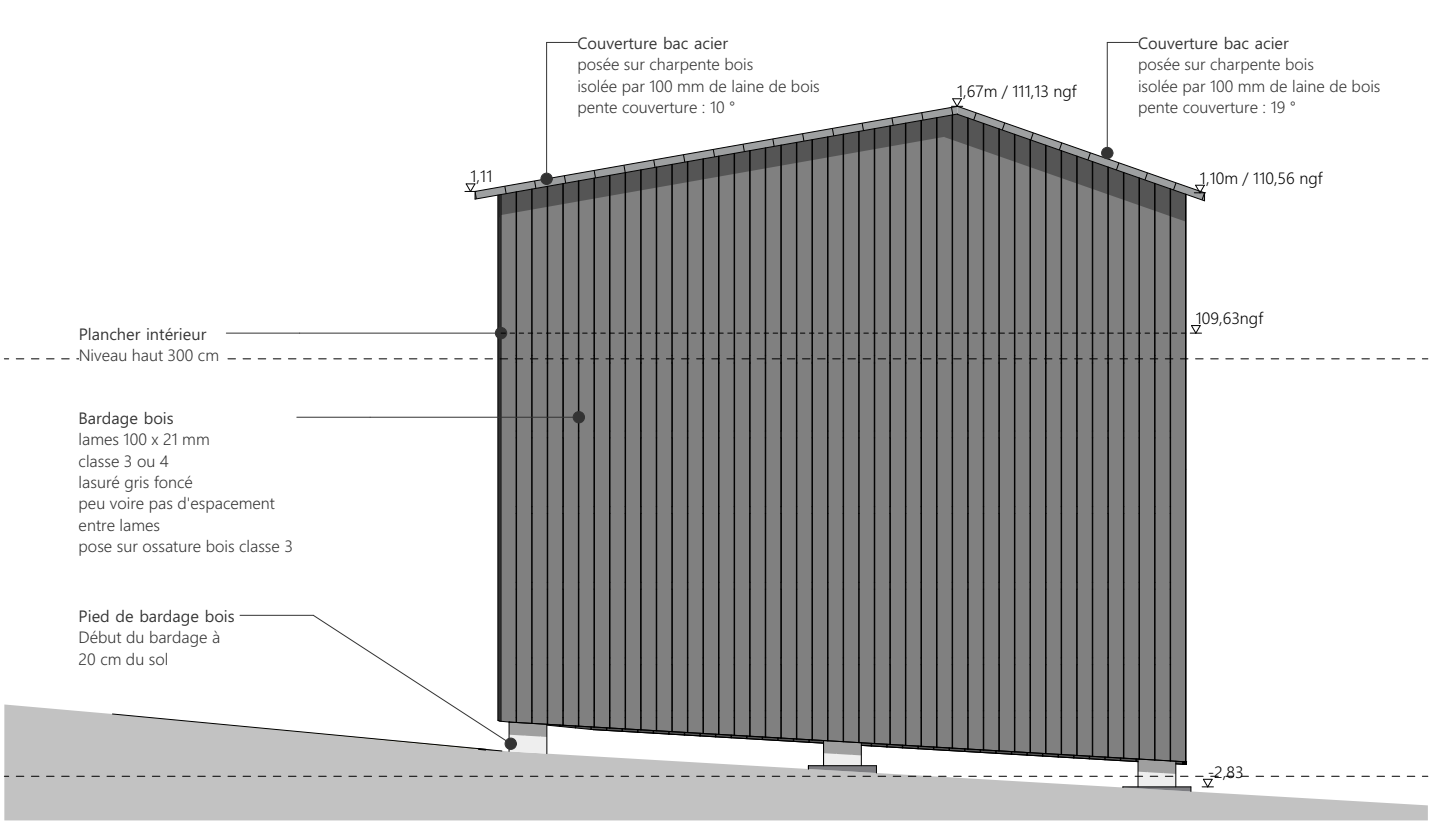 Couverture bac acier
posée sur charpente bois
isolée par 100 mm de laine de bois
pente couverture : 10 °
Couverture bac acier
posée sur charpente bois
isolée par 100 mm de laine de bois
pente couverture : 19 °
1,67m / 111,13 ngf
1,11
1,10m / 110,56 ngf
109,63ngf
Plancher intérieur
Niveau haut 300 cm
Bardage bois
lames 100 x 21 mm
classe 3 ou 4
lasuré gris foncé
peu voire pas d'espacement
entre lames
pose sur ossature bois classe 3
Pied de bardage bois
Début du bardage à
20 cm du sol
-2,83